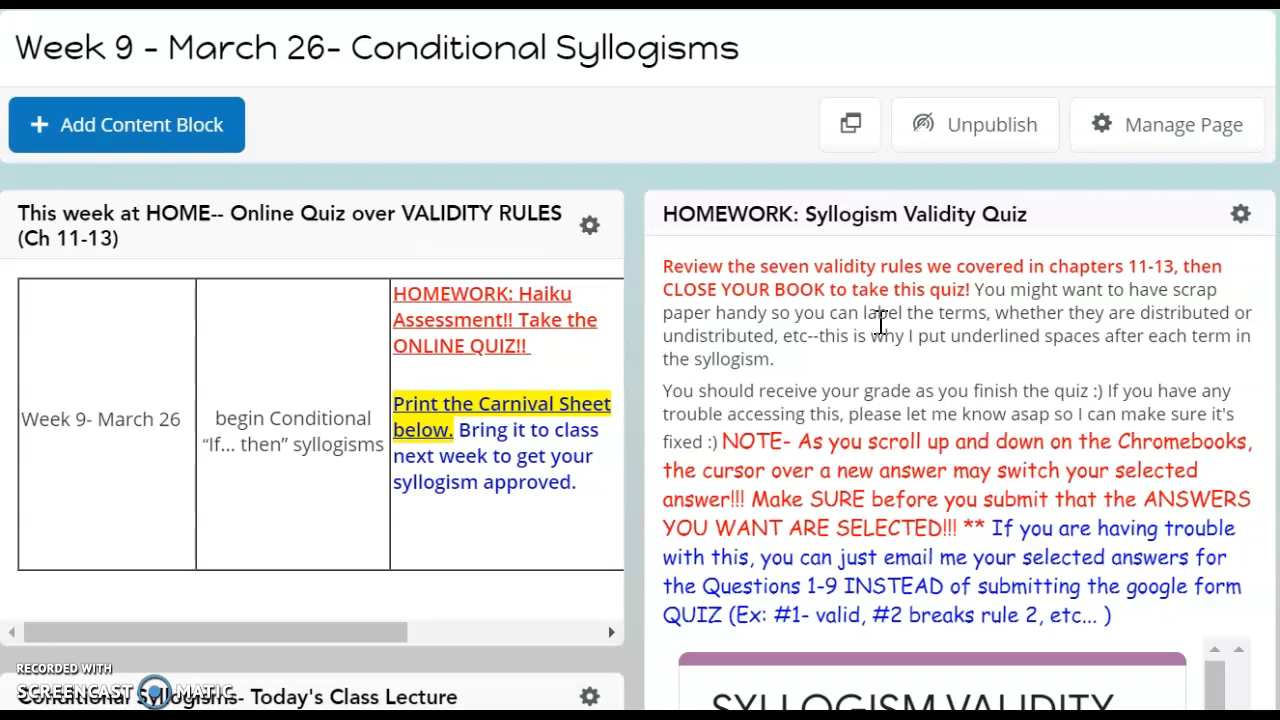 Week 9 - March 26- Conditional Syllogisms
+ Add Content Block
Unpublish
Manage Page
This week at HOME-- Online Quiz over VALIDITY RULES
(Ch 11-13)
Week 9- March 26
begin Conditional
“If... then” syllogisms
HOMEWORK: Haiku
Assessment!! Take the
ONLINE QUIZ!!
Print the Carnival Sheet
below. Bring it to class
next week to get your
syllogism approved.
RECORDED WITH
SCREENCAST MATIC
Conditional Syllogisms- Today's Class Lecture
HOMEWORK: Syllogism Validity Quiz
Review the seven validity rules we covered in chapters 11-13, then
CLOSE YOUR BOOK to take this quiz! You might want to have scrap
paper handy so you can label the terms, whether they are distributed or
undistributed, etc--this is why I put underlined spaces after each term in
the syllogism.
You should receive your grade as you finish the quiz :) If you have any
trouble accessing this, please let me know asap so I can make sure it's
fixed :) NOTE- As you scroll up and down on the Chromebooks,
the cursor over a new answer may switch your selected
answer!!! Make SURE before you submit that the ANSWERS
YOU WANT ARE SELECTED!!! ** If you are having trouble
with this, you can just email me your selected answers for
the Questions 1-9 INSTEAD of submitting the google form
QUIZ (Ex: #1- valid, #2 breaks rule 2, etc... )
SYLLOGISM VALIDITY